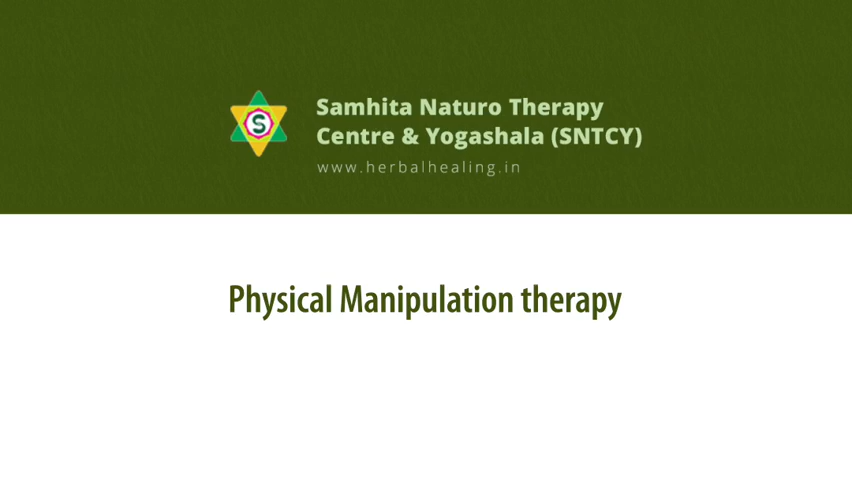 S
Samhita Naturo Therapy
Centre & Yogashala (SNTCY)
www.herbalhealing.in
Physical Manipulation therapy